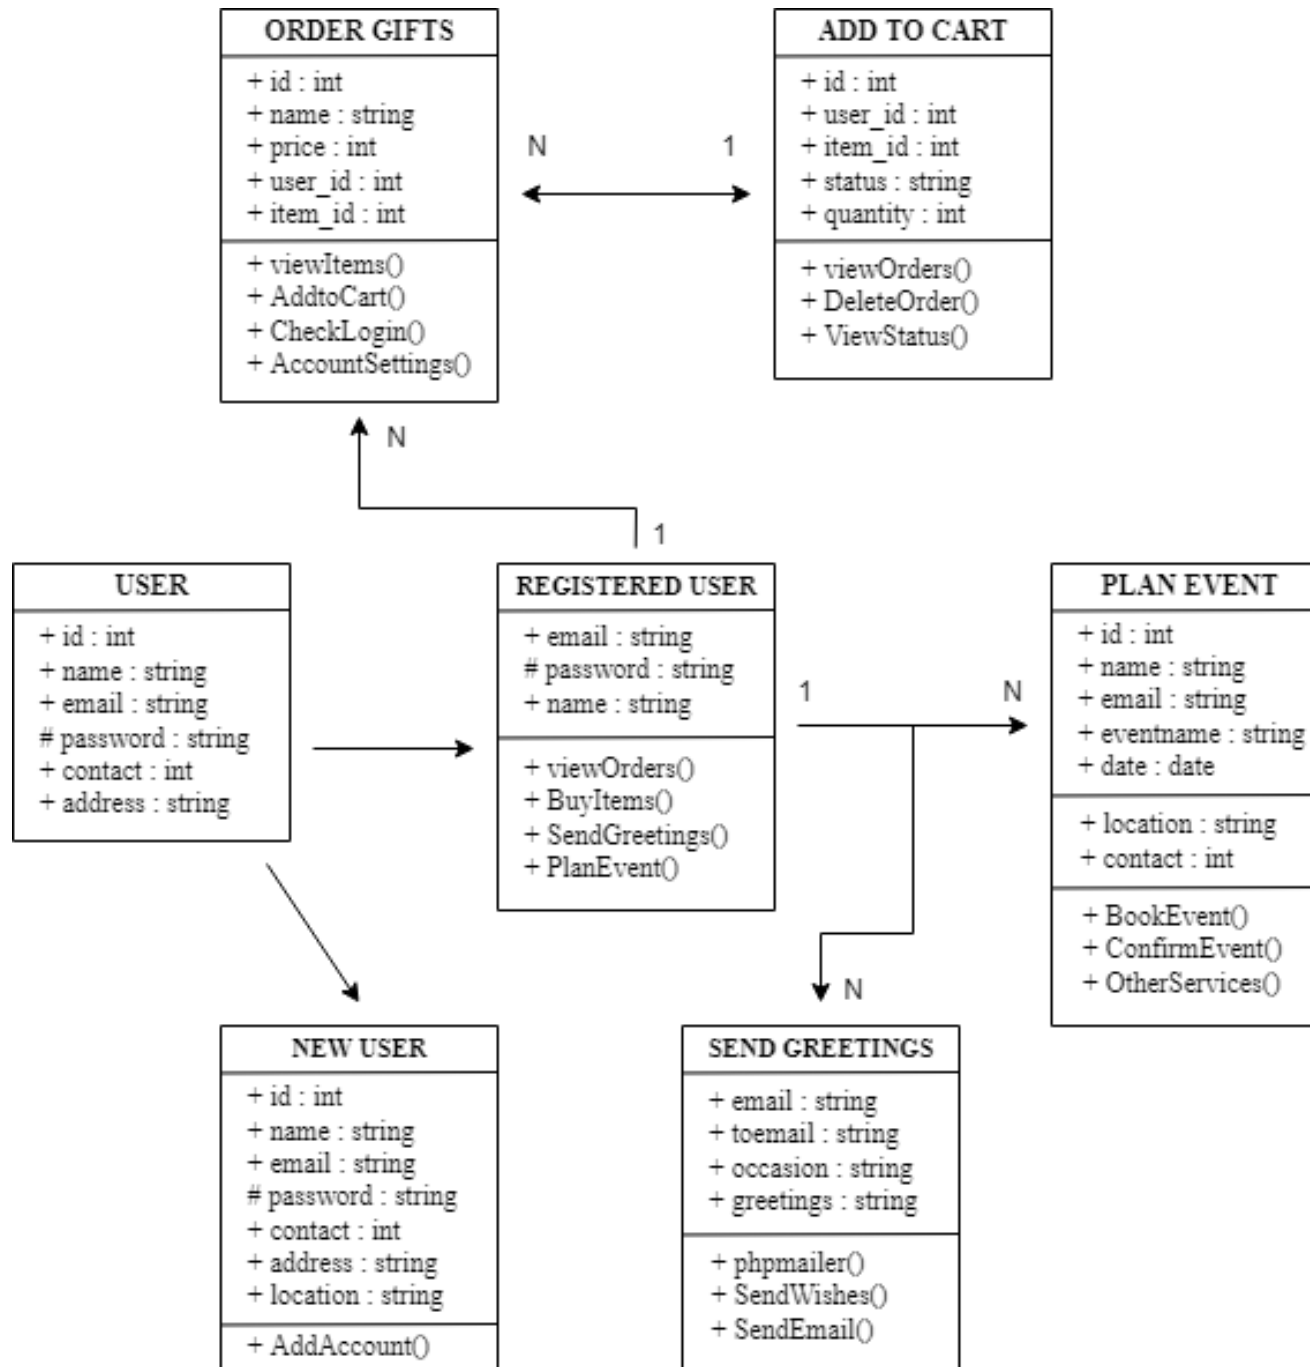 ORDER GIFTS
+ id : int
+ name : string
+ price : int
+ user_id : int
+ item_id : int
+ viewItems()
+ AddtoCart()
+ CheckLogin()
+ AccountSettings()
N
1
ADD TO CART
+ id : int
+ user_id : int
+ item_id : int
+ status : string
+ quantity : int
+ viewOrders()
+ DeleteOrder()
+ ViewStatus()
N
1
USER
+ id : int
+ name : string
+ email : string
# password : string
+ contact : int
+ address : string
REGISTERED USER
+ email : string
# password : string
+ name : string
+ viewOrders()
+ BuyItems()
+ SendGreetings()
+ PlanEvent()
1
N
PLAN EVENT
+ id : int
+ name : string
+ email : string
+ eventname : string
+ date : date
+ location : string
+ contact : int
+ BookEvent()
+ ConfirmEvent()
+ OtherServices()
N
NEW USER
+ id : int
+ name : string
+ email : string
# password : string
+ contact : int
+ address : string
+ location : string
+ AddAccount()
SEND GREETINGS
+ email : string
+ toemail : string
+ occasion : string
+ greetings : string
+ phpmailer()
+ SendWishes()
+ SendEmail()